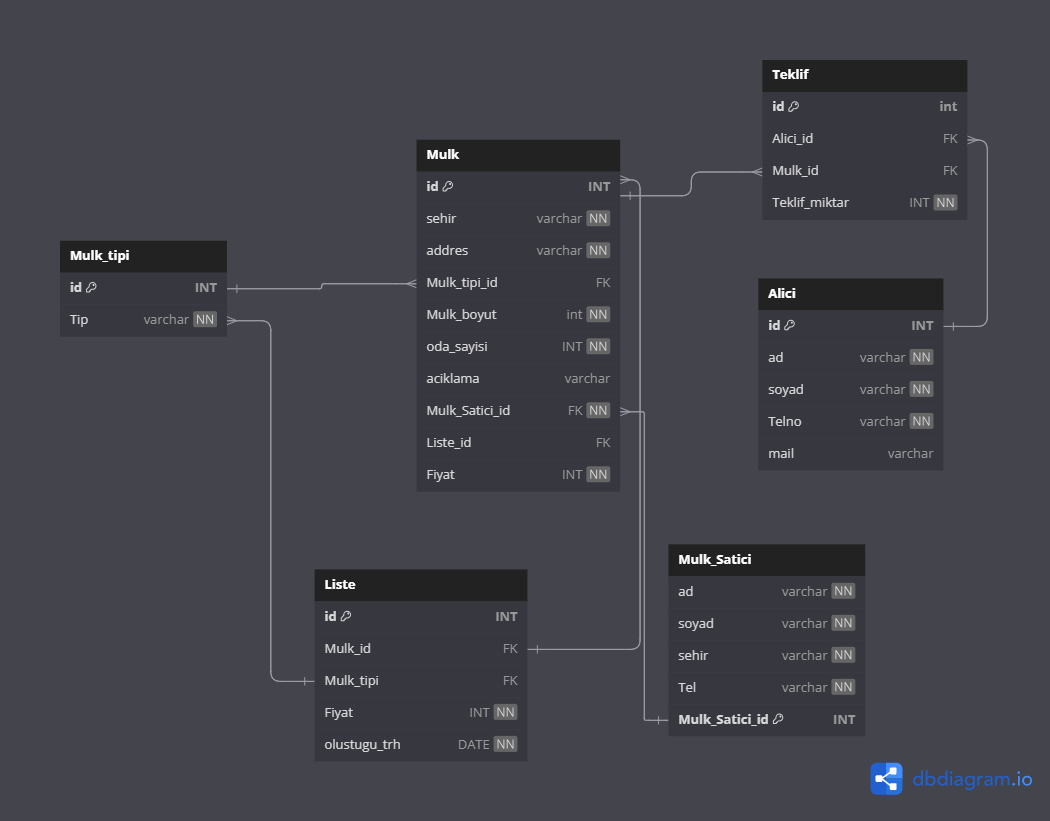 Teklif
id int
Alici_id FK
Mulk_id FK
Teklif_miktar INT NN
Mulk
id INT
sehir varchar NN
addres varchar NN
Mulk_tipi_id FK
Mulk_boyut int NN
oda_sayisi INT NN
aciklama varchar
Mulk_Satici_id FK NN
Liste_id FK
Fiyat INT NN
Mulk_tipi
id INT
Tip varchar NN
Alici
id INT
ad varchar NN
soyad varchar NN
Telno varchar NN
mail varchar
Mulk_Satici
ad varchar NN
soyad varchar NN
sehir varchar NN
Tel varchar NN
Mulk_Satici_id INT
Liste
id INT
Mulk_id FK
Mulk_tipi FK
Fiyat INT NN
olustugu_trh DATE NN
dbdiagram.io